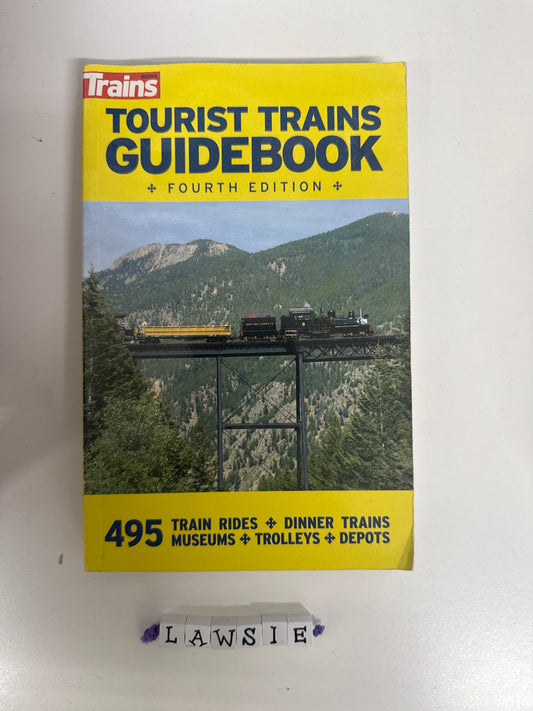 BOOKS
Trains
TOURIST TRAINS
GUIDEBOOK
FOURTH EDITION
495 TRAIN RIDES + DINNER TRAINS
MUSEUMS + TROLLEYS + DEPOTS
LAWSIE